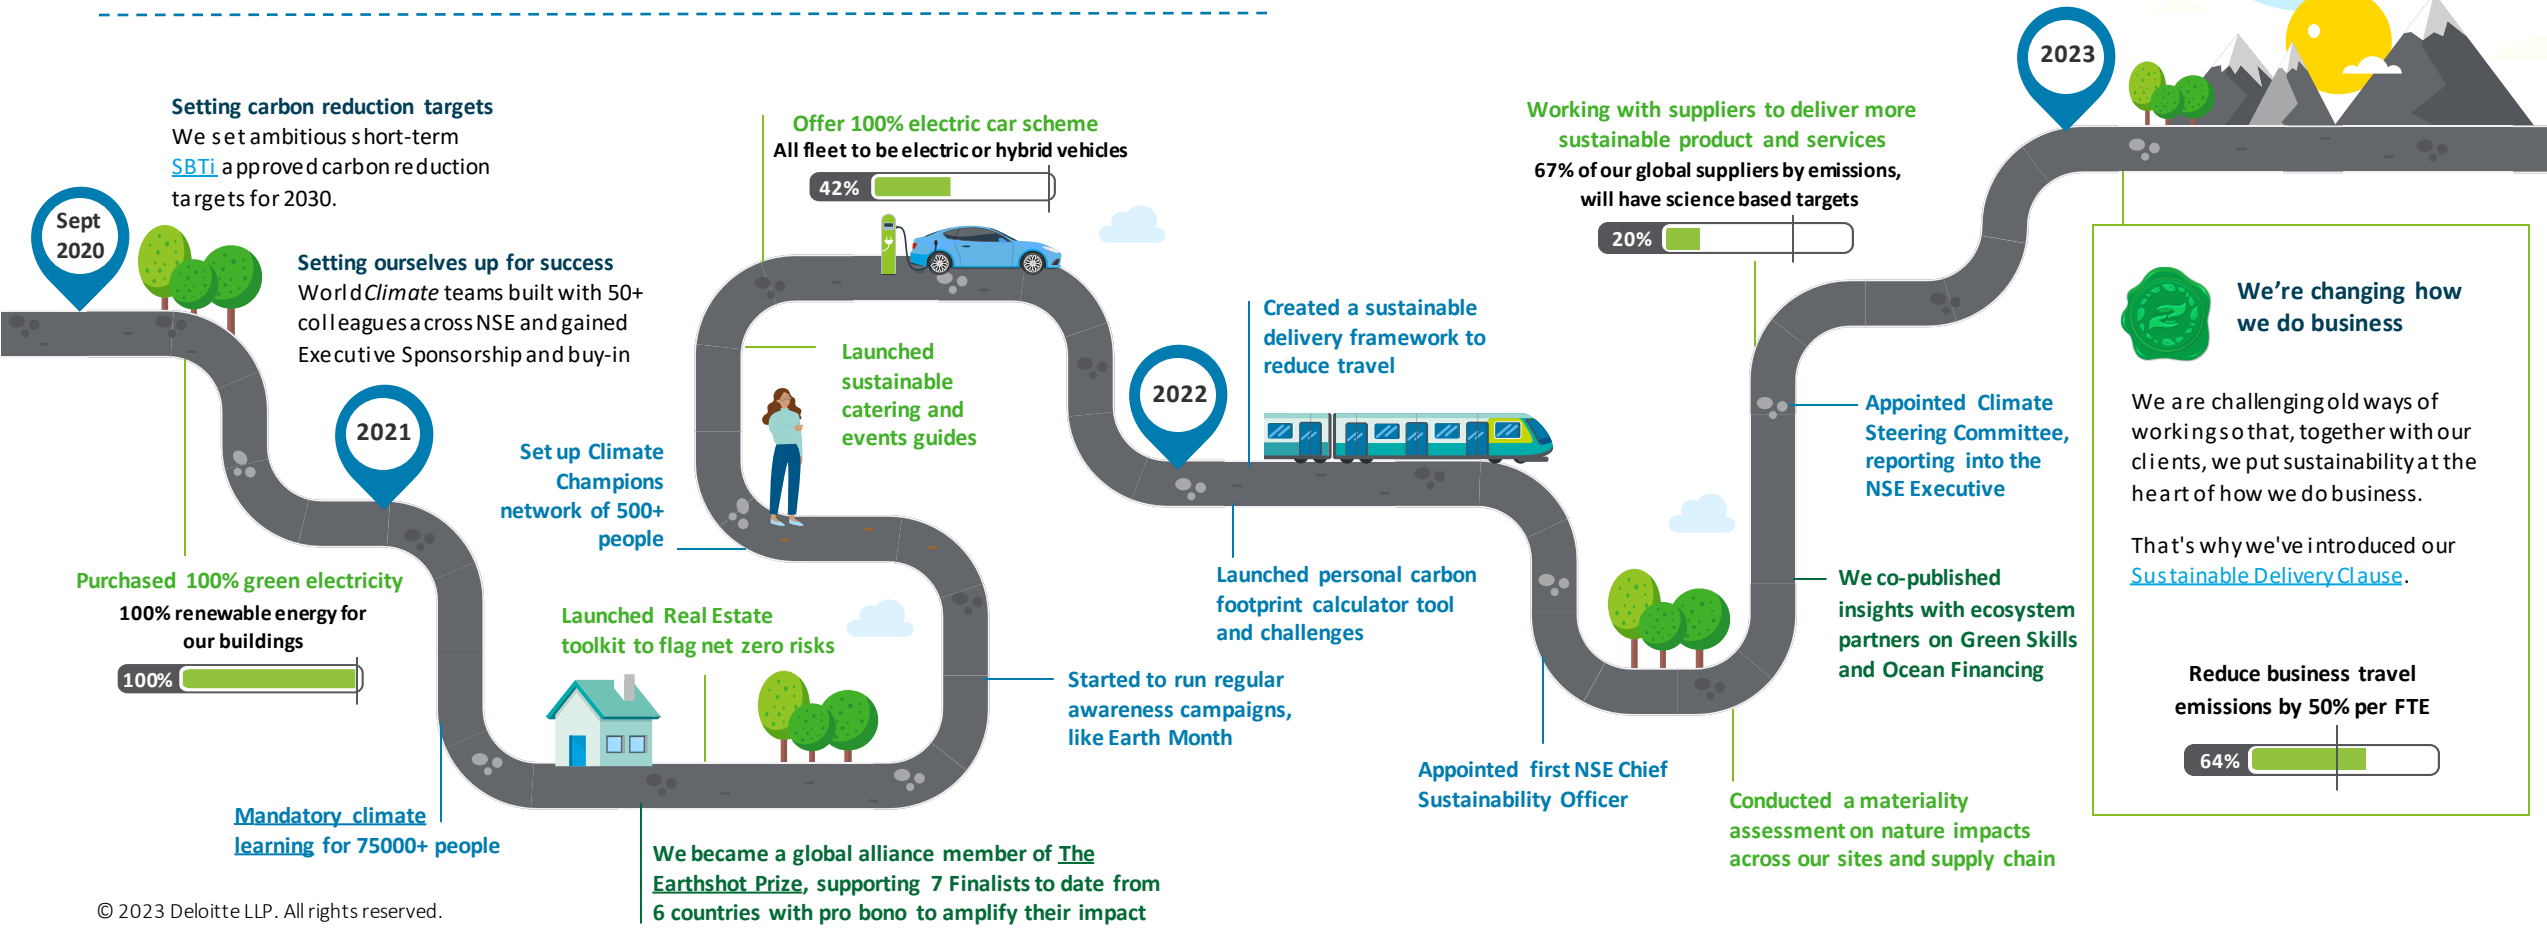 Sept
2020
Setting carbon reduction targets
We set ambitious short-term
SBTi approved carbon reduction
targets for 2030.
Setting ourselves up for success
WorldClimate teams built with 50+
colleagues across NSE and gained
Executive Sponsorship and buy-in
Purchased 100% green electricity
100% renewable energy for
our buildings
100%
2021
Mandatory climate
learning for 75000+ people
Launched Real Estate
toolkit to flag net zero risks
We became a global alliance member of The
Earthshot Prize, supporting 7 Finalists to date from
6 countries with pro bono to amplify their impact
Started to run regular
awareness campaigns,
like Earth Month
Set up Climate
Champions
network of 500+
people
Launched
sustainable
catering and
events guides
Offer 100% electric car scheme
All fleet to be electric or hybrid vehicles
42%
2022
Created a sustainable
delivery framework to
reduce travel
Launched personal carbon
footprint calculator tool
and challenges
Appointed first NSE Chief
Sustainability Officer
Conducted a materiality
assessment on nature impacts
across our sites and supply chain
We co-published
insights with ecosystem
partners on Green Skills
and Ocean Financing
Appointed Climate
Steering Committee,
reporting into the
NSE Executive
Working with suppliers to deliver more
sustainable product and services
67% of our global suppliers by emissions,
will have science based targets
20%
2023
We're changing how
we do business
We are challenging old ways of
working so that, together with our
clients, we put sustainability at the
heart of how we do business.
That's why we've introduced our
Sustainable Delivery Clause.
Reduce business travel
emissions by 50% per FTE
64%
© 2023 Deloitte LLP. All rights reserved.